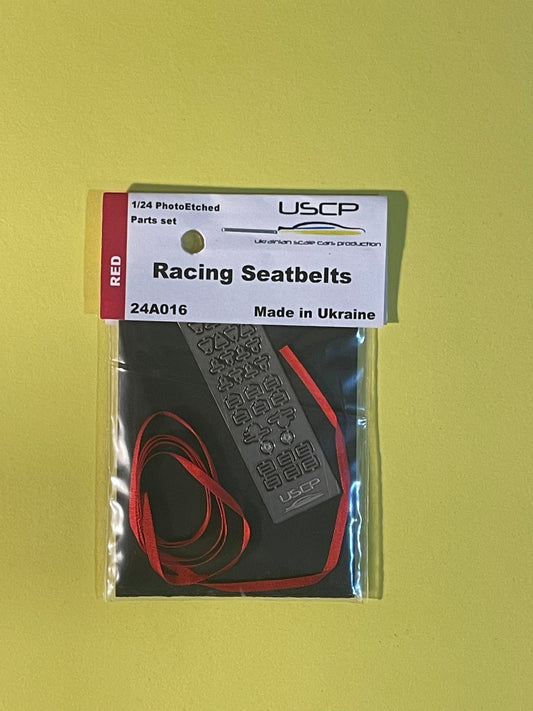 RED
1/24 PhotoEtched
Parts set
USCP
Ukrainian scale cars production
Racing Seatbelts
24A016
Made in Ukraine
USCP